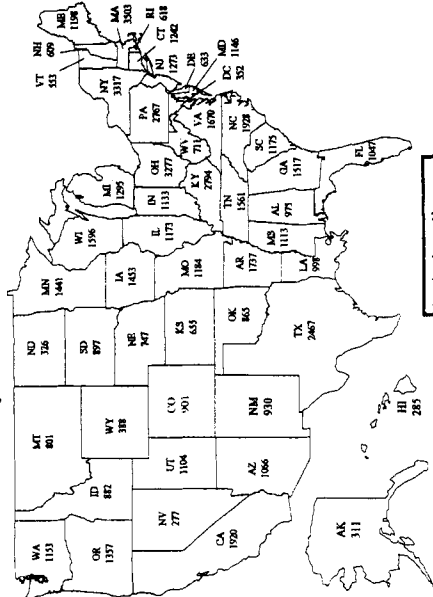 WA
1153
OR
1357
CA
1920
NV
277
ID
882
MT
801
WY
388
UT
1104
AZ
1066
CO
901
NM
930
ND
326
SD
897
NE
747
KS
655
OK
865
TX
2467
MN
1441
IA
1453
MO
1184
AR
1737
LA
998
WI
1596
IL
1173
MI
1295
IN
1133
OH
3277
KY
2794
TN
1561
MS
1113
AL
975
GA
1517
FL
1047
SC
1175
NC
1928
VA
1670
WV
711
PA
2767
NY
3317
VT
553
NH
609
ME
1198
MA
3503
RI
618
CT
1242
NJ
1273
DE
633
MD
1146
DC
352
AK
311
HI
285